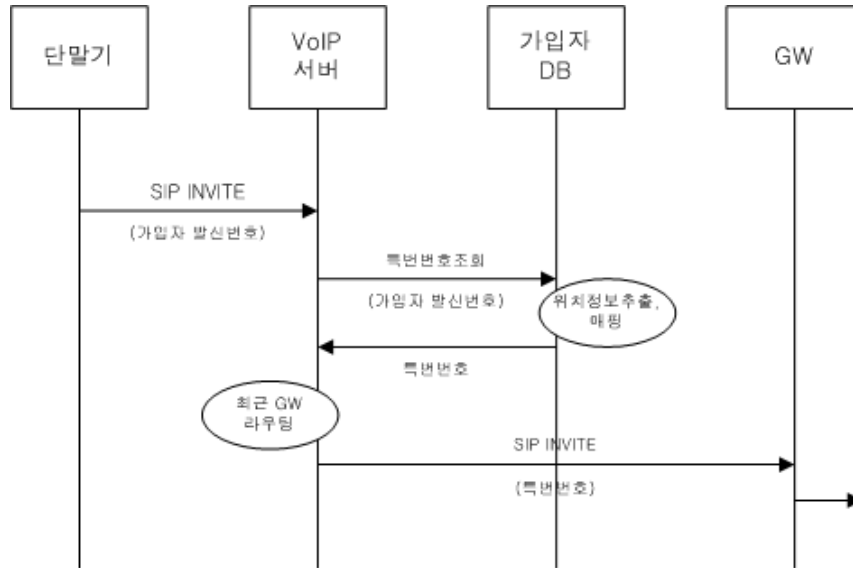 단말기
VoIP
서버
가입자
DB
GW
SIP INVITE
(가입자 발신번호)
특번번호조회
(가입자 발신번호)
위치정보추출,
매핑
특번번호
최근 GW
라우팅
SIP INVITE
(특번번호)